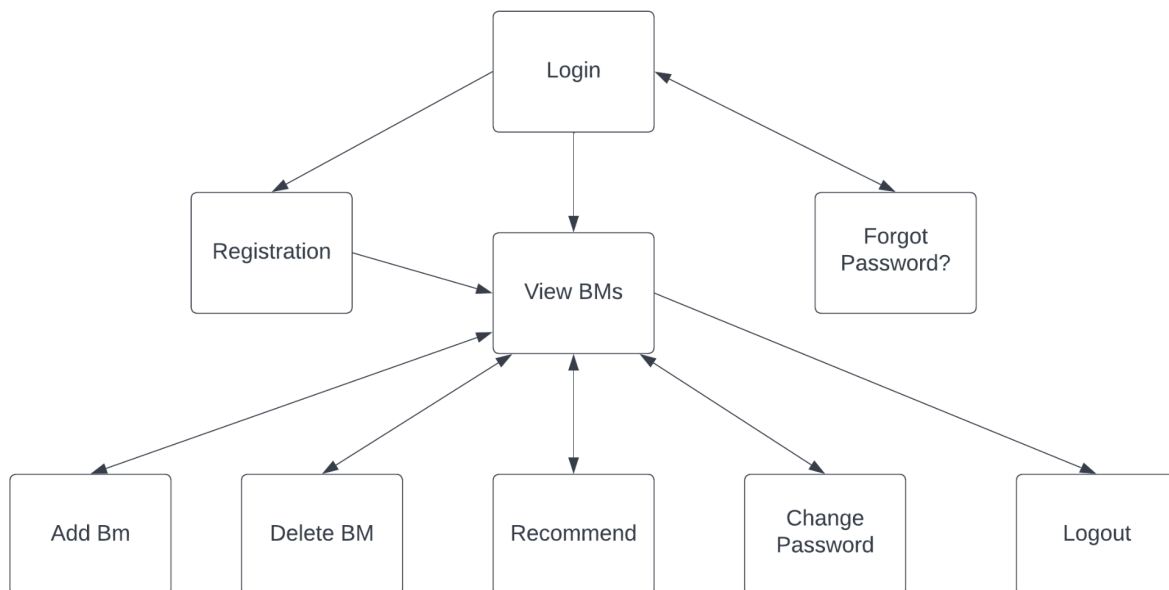 Login
Registration
Forgot
Password?
View BMs
Add Bm
Delete BM
Recommend
Change
Password
Logout